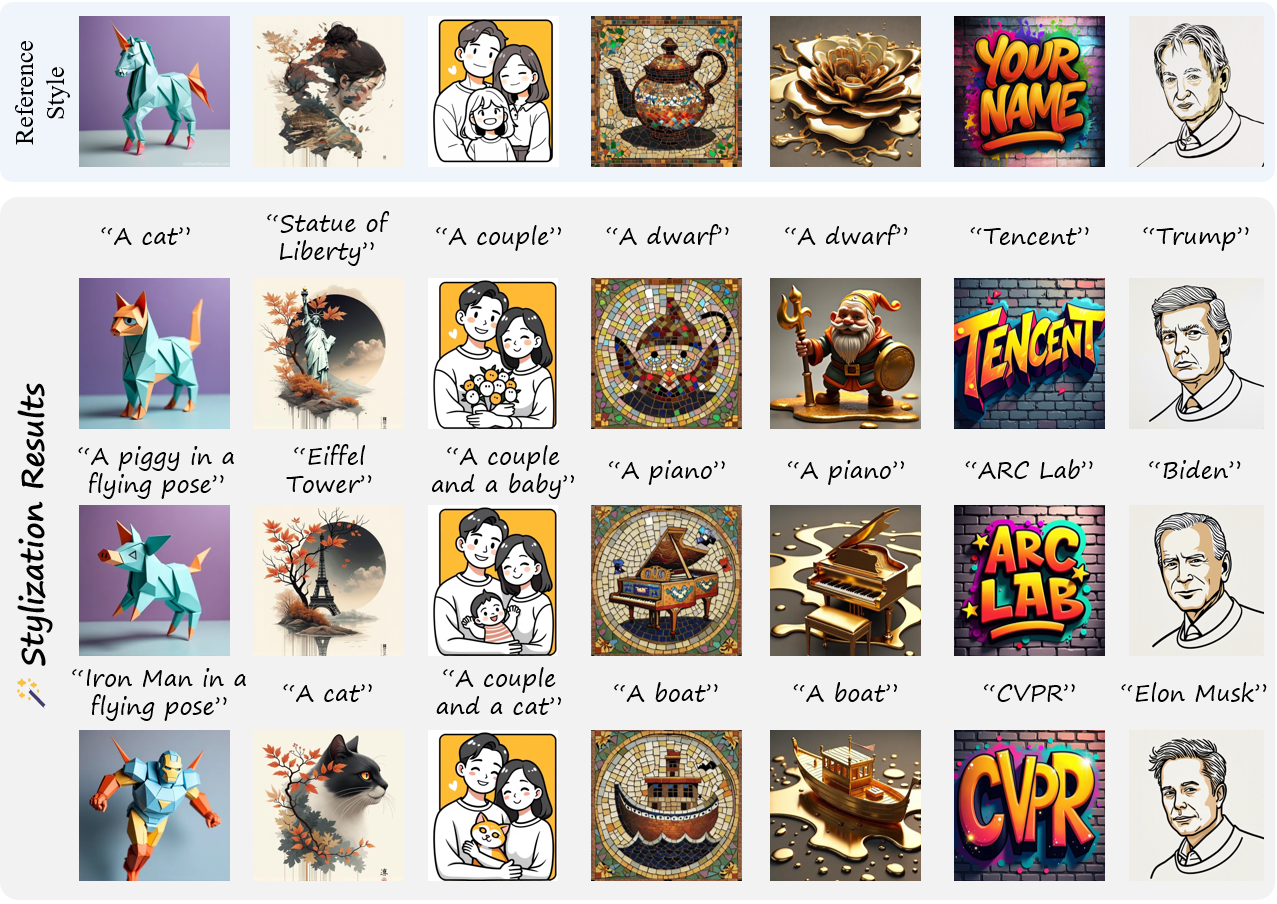 Reference
Style
YOUR
NAME
Stylization Results
“A cat”
“Statue of
Liberty”
“A couple”
“A dwarf”
“A dwarf”
“Tencent”
“Trump”
TENCENT
“A piggy in a
flying pose”
“Eiffel
Tower”
“A couple
and a baby”
“A piano”
“A piano”
“ARC Lab”
“Biden”
ARC
LAB
“Iron Man in a
flying pose”
“A cat”
“A couple
and a cat”
“A boat”
“A boat”
“CVPR”
“Elon Musk”
CVPR